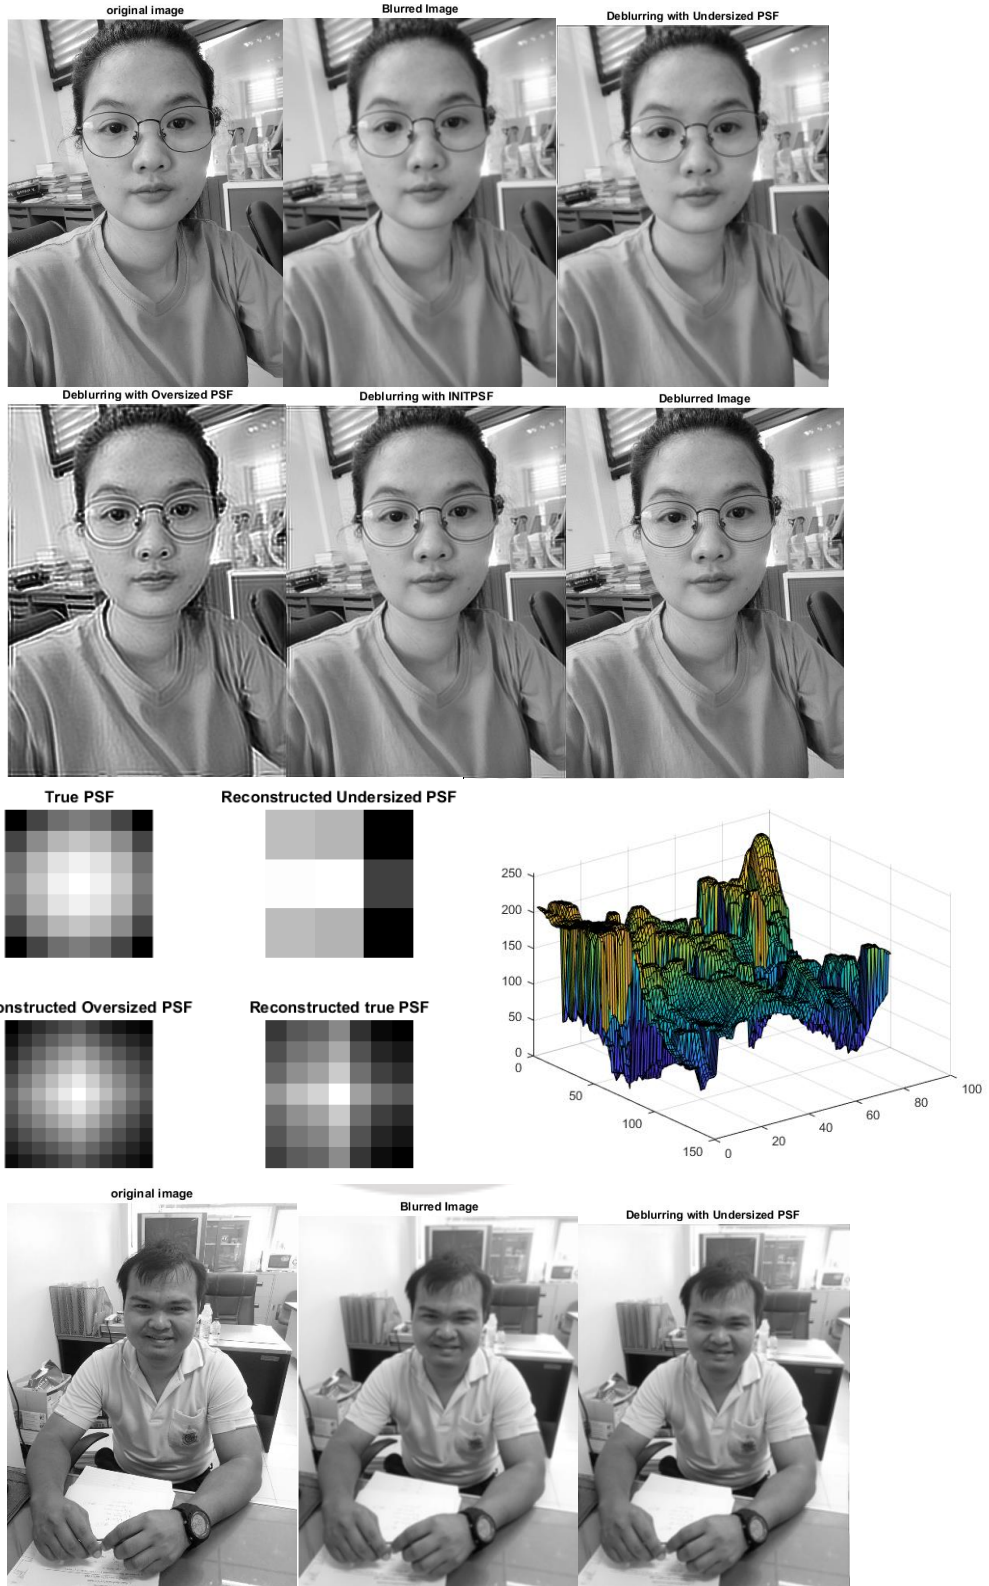 original image
Blurred Image
Deblurring with Undersized PSF
Deblurring with Oversized PSF
Deblurring with INITPSF
Deblurred Image
True PSF
Reconstructed Undersized PSF
onstructed Oversized PSF
Reconstructed true PSF
250
200
150
100
50
0
0
50
100
150
0
20
40
60
80
100
original image
Blurred Image
Deblurring with Undersized PSF